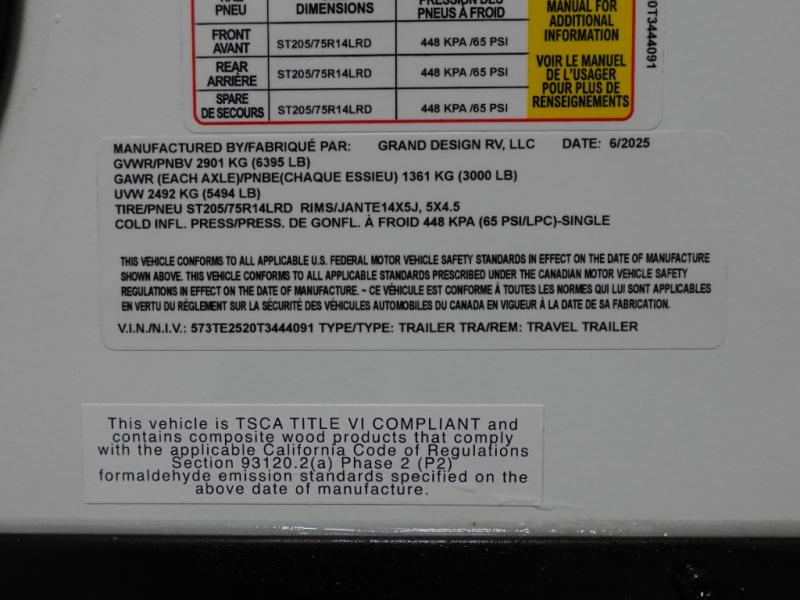 PNEU DIMENSIONS PNEUS À FROID
MANUAL FOR
ADDITIONAL
INFORMATION
FRONT
AVANT ST205/75R14LRD 448 KPA /65 PSI
REAR
ARRIÈRE ST205/75R14LRD 448 KPA /65 PSI
SPARE
DE SECOURS ST205/75R14LRD 448 KPA /65 PSI
VOIR LE MANUEL
DE L'USAGER
POUR PLUS DE
RENSEIGNEMENTS
0T3444091
MANUFACTURED BY/FABRIQUÉ PAR: GRAND DESIGN RV, LLC DATE: 6/2025
GVWR/PNBV 2901 KG (6395 LB)
GAWR (EACH AXLE)/PNBE(CHAQUE ESSIEU) 1361 KG (3000 LB)
UVW 2492 KG (5494 LB)
TIRE/PNEU ST205/75R14LRD RIMS/JANTE14X5J, 5X4.5
COLD INFL. PRESS/PRESS. DE GONFL. À FROID 448 KPA (65 PSI/LPC)-SINGLE
THIS VEHICLE CONFORMS TO ALL APPLICABLE U.S. FEDERAL MOTOR VEHICLE SAFETY STANDARDS IN EFFECT ON THE DATE OF MANUFACTURE
SHOWN ABOVE. THIS VEHICLE CONFORMS TO ALL APPLICABLE STANDARDS PRESCRIBED UNDER THE CANADIAN MOTOR VEHICLE SAFETY
REGULATIONS IN EFFECT ON THE DATE OF MANUFACTURE. ~ CE VÉHICULE EST CONFORME À TOUTES LES NORMES QUI LUI SONT APPLICABLES
EN VERTU DU RÉGLEMENT SUR LA SÉCURITÉ DES VÉHICULES AUTOMOBILES DU CANADA EN VIGUEUR À LA DATE DE SA FABRICATION.
V.I.N./N.I.V.: 573TE2520T3444091 TYPE/TYPE: TRAILER TRA/REM: TRAVEL TRAILER
This vehicle is TSCA TITLE VI COMPLIANT and
contains composite wood products that comply
with the applicable California Code of Regulations
Section 93120.2(a) Phase 2 (P2)
formaldehyde emission standards specified on the
above date of manufacture.